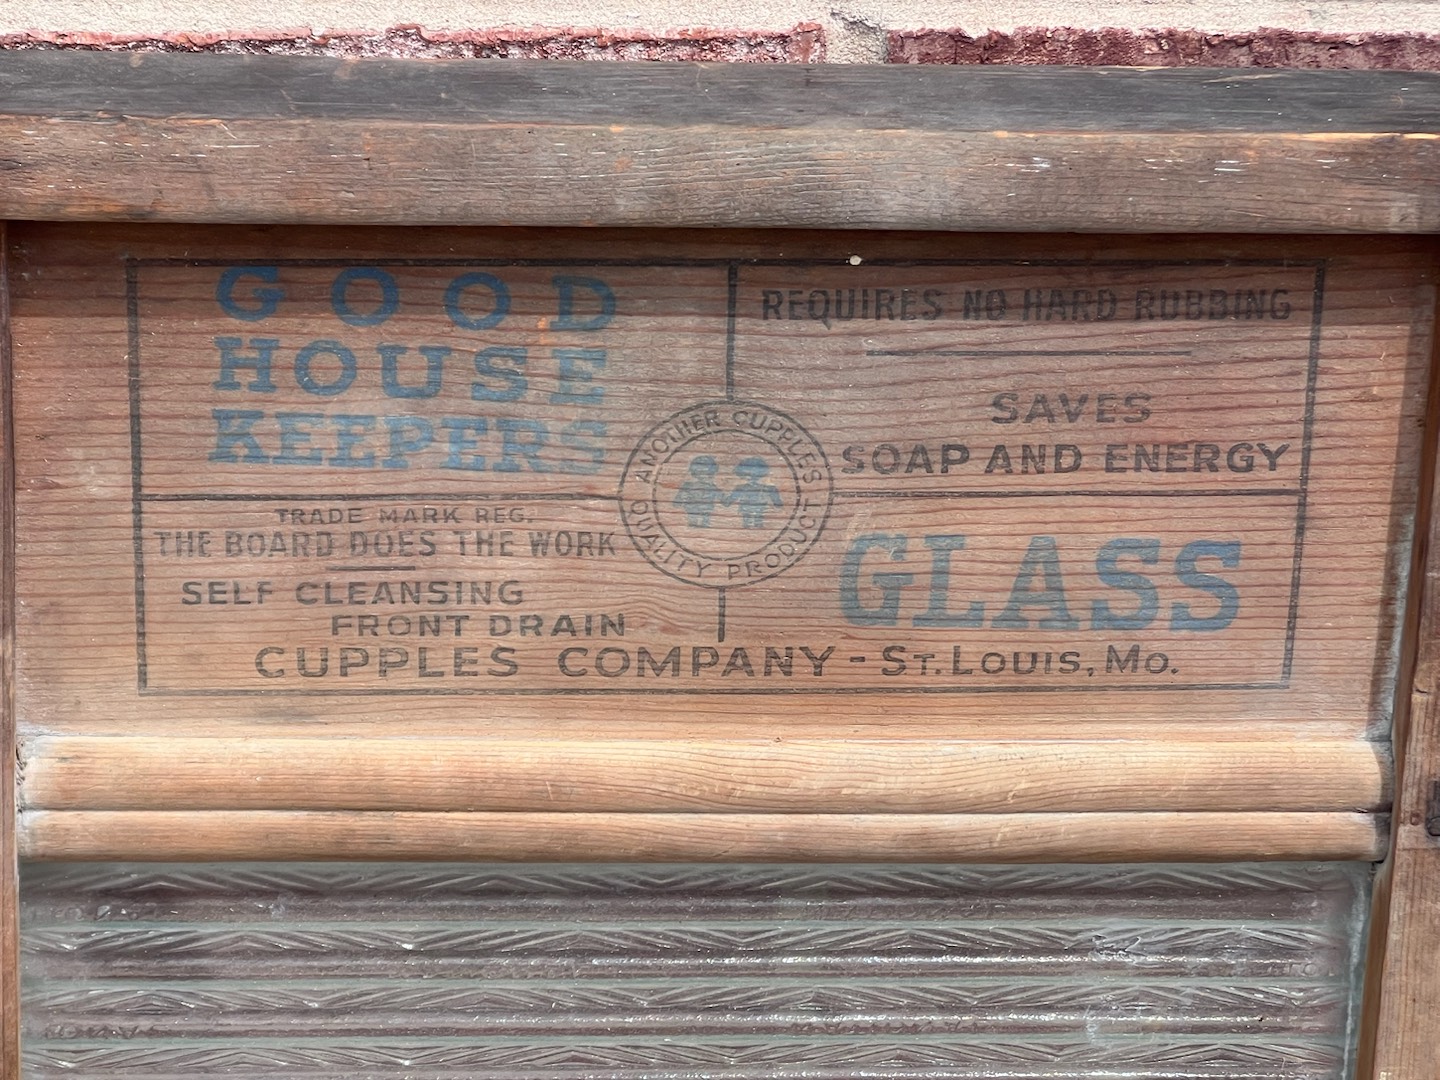 GOOD
HOUSE
KEEPERS
TRADE MARK REG.
THE BOARD DOES THE WORK
SELF CLEANSING
FRONT DRAIN
ANOTHER CUPPLES
QUALITY PRODUCT
REQUIRES NO HARD RUBBING
SAVES
SOAP AND ENERGY
GLASS
CUPPLES COMPANY - ST. LOUIS, MO.